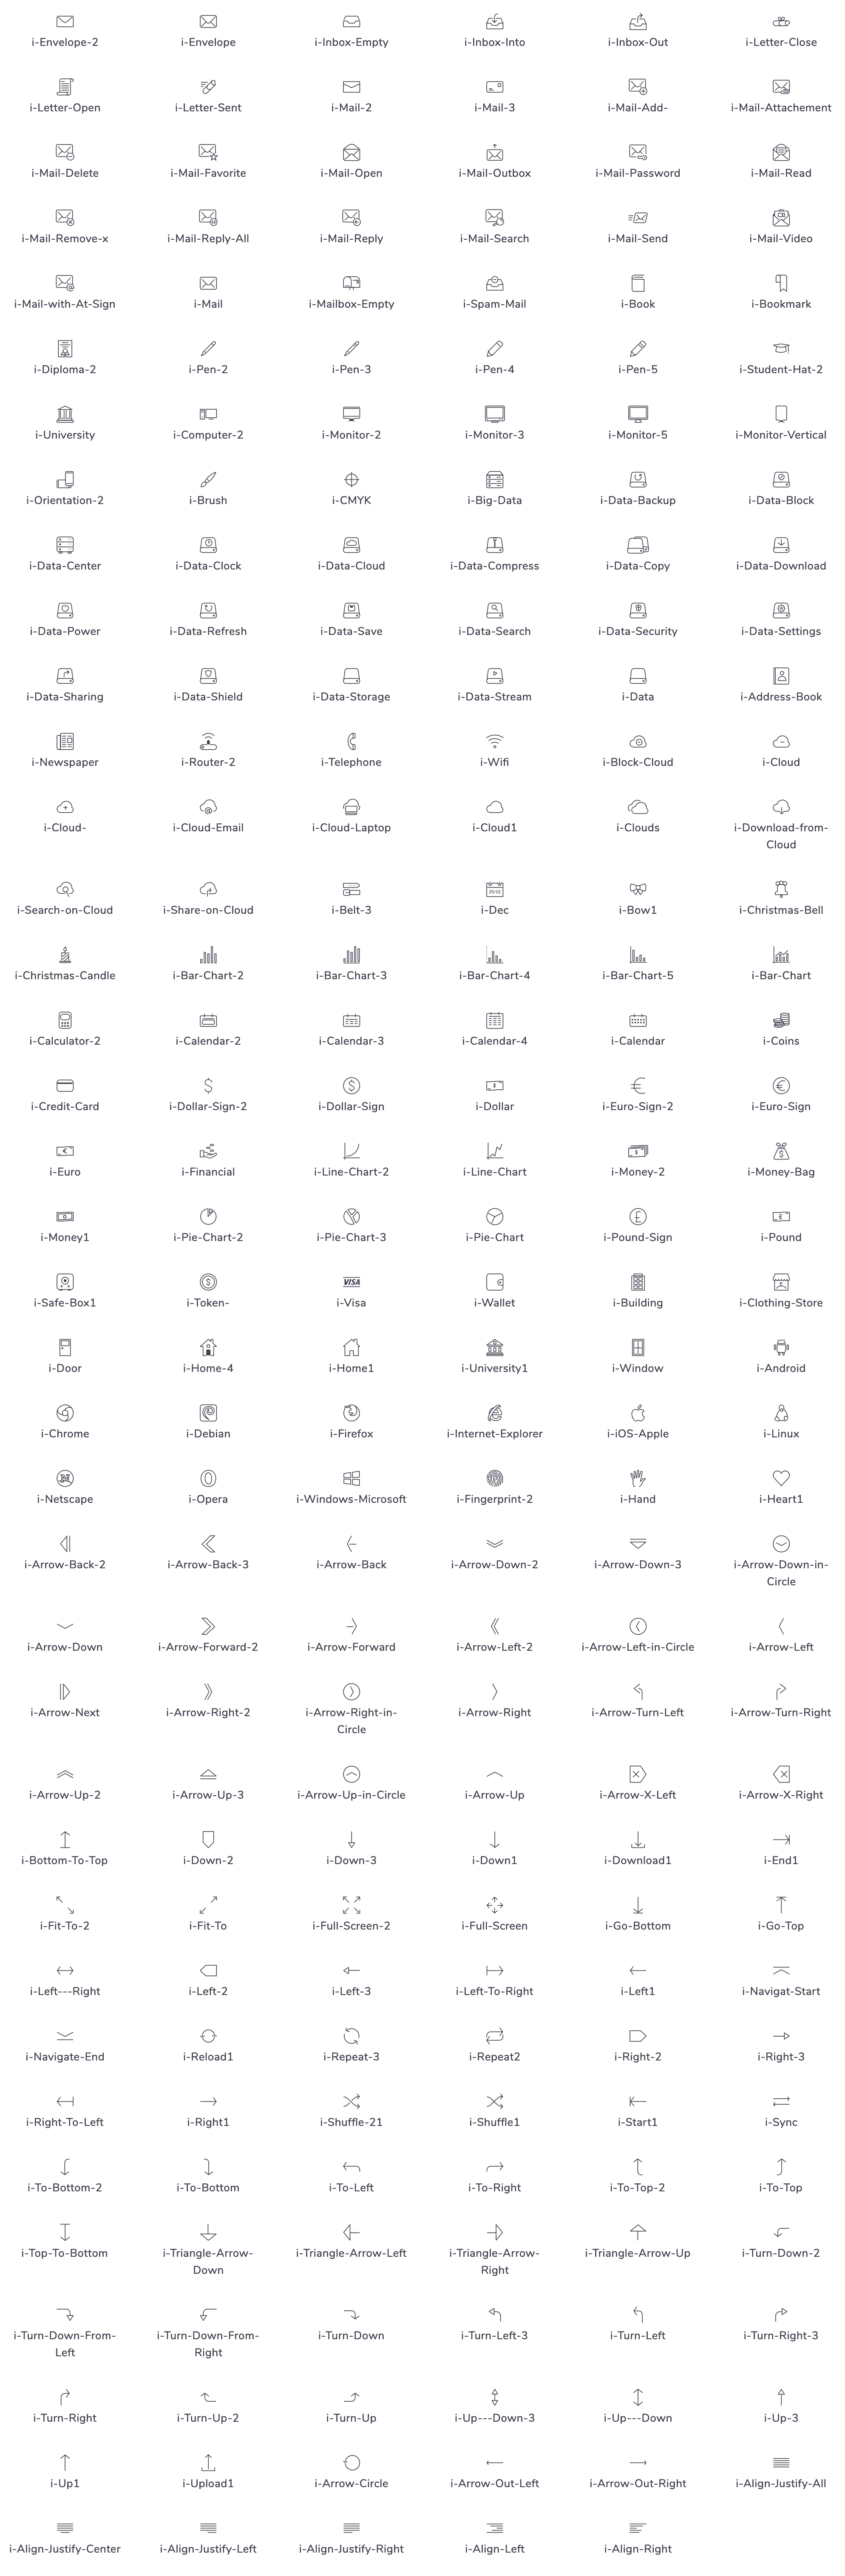 i-Envelope-2 i-Envelope i-Inbox-Empty i-Inbox-Into i-Inbox-Out i-Letter-Close
i-Letter-Open i-Letter-Sent i-Mail-2 i-Mail-3 i-Mail-Add- i-Mail-Attachement
i-Mail-Delete i-Mail-Favorite i-Mail-Open i-Mail-Outbox i-Mail-Password i-Mail-Read
i-Mail-Remove-x i-Mail-Reply-All i-Mail-Reply i-Mail-Search i-Mail-Send i-Mail-Video
i-Mail-with-At-Sign i-Mail i-Mailbox-Empty i-Spam-Mail i-Book i-Bookmark
i-Diploma-2 i-Pen-2 i-Pen-3 i-Pen-4 i-Pen-5 i-Student-Hat-2
i-University i-Computer-2 i-Monitor-2 i-Monitor-3 i-Monitor-5 i-Monitor-Vertical
i-Orientation-2 i-Brush i-CMYK i-Big-Data i-Data-Backup i-Data-Block
i-Data-Center i-Data-Clock i-Data-Cloud i-Data-Compress i-Data-Copy i-Data-Download
i-Data-Power i-Data-Refresh i-Data-Save i-Data-Search i-Data-Security i-Data-Settings
i-Data-Sharing i-Data-Shield i-Data-Storage i-Data-Stream i-Data i-Address-Book
i-Newspaper i-Router-2 i-Telephone i-Wifi i-Block-Cloud i-Cloud
i-Cloud- i-Cloud-Email i-Cloud-Laptop i-Cloud1 i-Clouds i-Download-from-
Cloud
25/12
i-Search-on-Cloud i-Share-on-Cloud i-Belt-3 i-Dec i-Bow1 i-Christmas-Bell
i-Christmas-Candle i-Bar-Chart-2 i-Bar-Chart-3 i-Bar-Chart-4 i-Bar-Chart-5 i-Bar-Chart
i-Calculator-2 i-Calendar-2 i-Calendar-3 i-Calendar-4 i-Calendar i-Coins
i-Credit-Card i-Dollar-Sign-2 i-Dollar-Sign i-Dollar i-Euro-Sign-2 i-Euro-Sign
i-Euro i-Financial i-Line-Chart-2 i-Line-Chart i-Money-2 i-Money-Bag
i-Money1 i-Pie-Chart-2 i-Pie-Chart-3 i-Pie-Chart i-Pound-Sign i-Pound
VISA
i-Safe-Box1 i-Token- i-Visa i-Wallet i-Building i-Clothing-Store
i-Door i-Home-4 i-Home1 i-University1 i-Window i-Android
i-Chrome i-Debian i-Firefox i-Internet-Explorer i-iOS-Apple i-Linux
i-Netscape i-Opera i-Windows-Microsoft i-Fingerprint-2 i-Hand i-Heart1
i-Arrow-Back-2 i-Arrow-Back-3 i-Arrow-Back i-Arrow-Down-2 i-Arrow-Down-3 i-Arrow-Down-in-
Circle
i-Arrow-Down i-Arrow-Forward-2 i-Arrow-Forward i-Arrow-Left-2 i-Arrow-Left-in-Circle i-Arrow-Left
i-Arrow-Next i-Arrow-Right-2 i-Arrow-Right-in- i-Arrow-Right i-Arrow-Turn-Left i-Arrow-Turn-Right
Circle
i-Arrow-Up-2 i-Arrow-Up-3 i-Arrow-Up-in-Circle i-Arrow-Up i-Arrow-X-Left i-Arrow-X-Right
i-Bottom-To-Top i-Down-2 i-Down-3 i-Down1 i-Download1 i-End1
i-Fit-To-2 i-Fit-To i-Full-Screen-2 i-Full-Screen i-Go-Bottom i-Go-Top
i-Left---Right i-Left-2 i-Left-3 i-Left-To-Right i-Left1 i-Navigat-Start
i-Navigate-End i-Reload1 i-Repeat-3 i-Repeat2 i-Right-2 i-Right-3
i-Right-To-Left i-Right1 i-Shuffle-21 i-Shuffle1 i-Start1 i-Sync
i-To-Bottom-2 i-To-Bottom i-To-Left i-To-Right i-To-Top-2 i-To-Top
i-Top-To-Bottom i-Triangle-Arrow- i-Triangle-Arrow-Left i-Triangle-Arrow- i-Triangle-Arrow-Up i-Turn-Down-2
Down Right
i-Turn-Down-From- i-Turn-Down-From- i-Turn-Down i-Turn-Left-3 i-Turn-Left i-Turn-Right-3
Left Right
i-Turn-Right i-Turn-Up-2 i-Turn-Up i-Up---Down-3 i-Up---Down i-Up-3
i-Up1 i-Upload1 i-Arrow-Circle i-Arrow-Out-Left i-Arrow-Out-Right i-Align-Justify-All
i-Align-Justify-Center i-Align-Justify-Left i-Align-Justify-Right i-Align-Left i-Align-Right